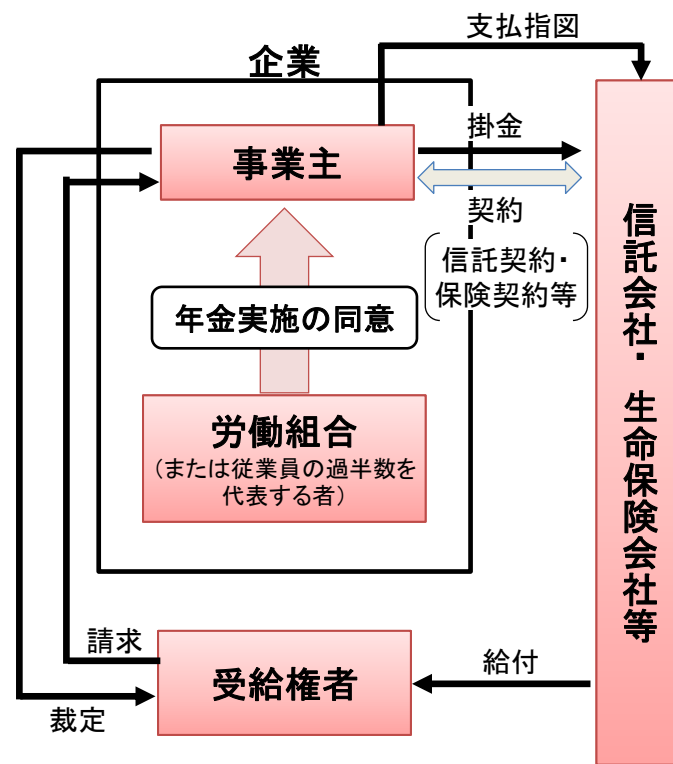 支払指図
企業
事業主
掛金
契約
信託契約・
保険契約等
年金実施の同意
労働組合
（または従業員の過半数を
代表する者）
信託会社・生命保険会社等
請求
受給権者
給付
裁定